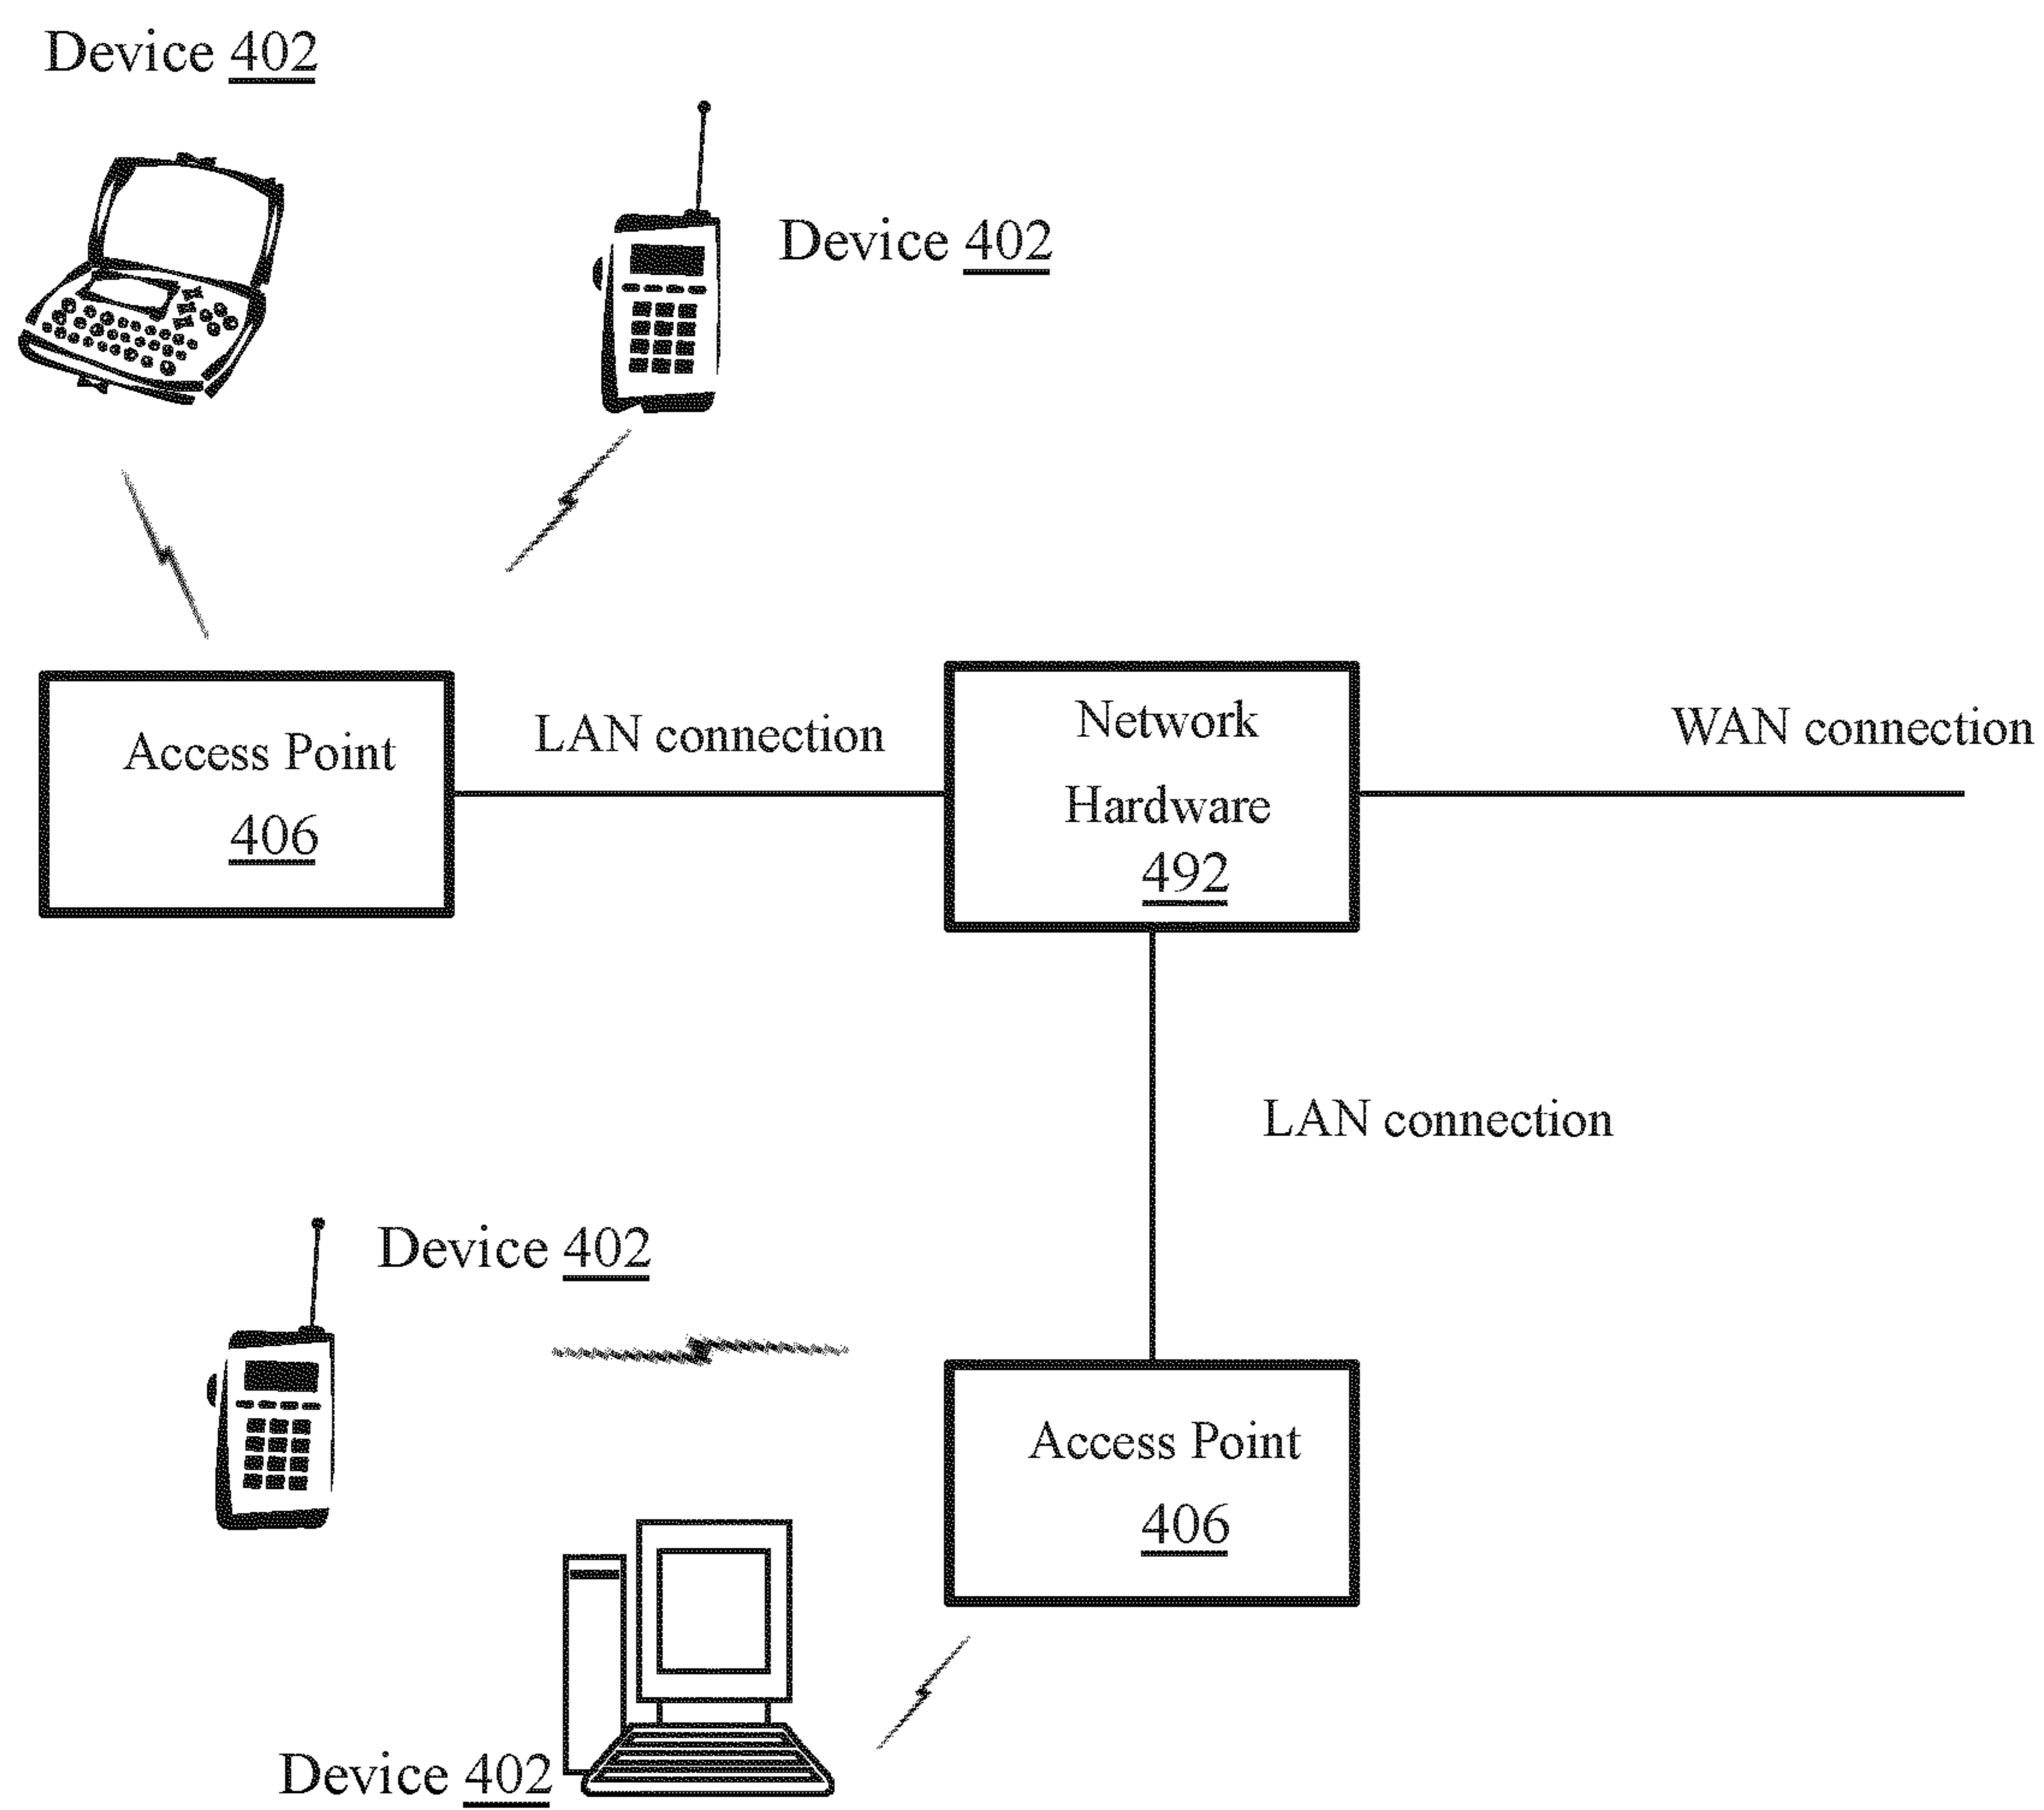 Device 402
Device 402
Access Point
406
LAN connection
Network
Hardware
492
WAN connection
LAN connection
Device 402
Access Point
406
Device 402